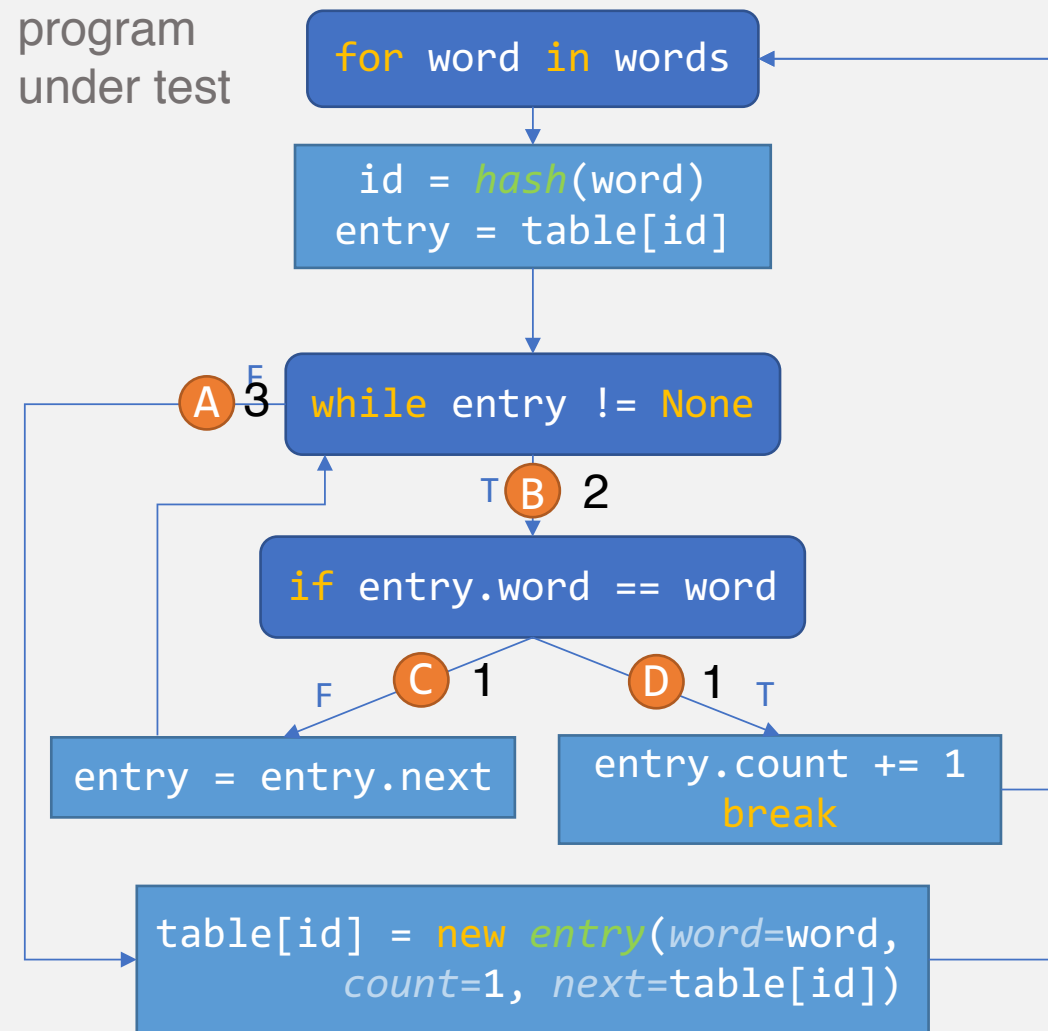 program
under test
for word in words
id = hash(word)
entry = table[id]
F
A 3
while entry != None
T B 2
if entry.word == word
C 1
F
D 1
T
entry = entry.next
entry.count += 1
break
table[id] = new entry(word=word,
count=1, next=table[id])